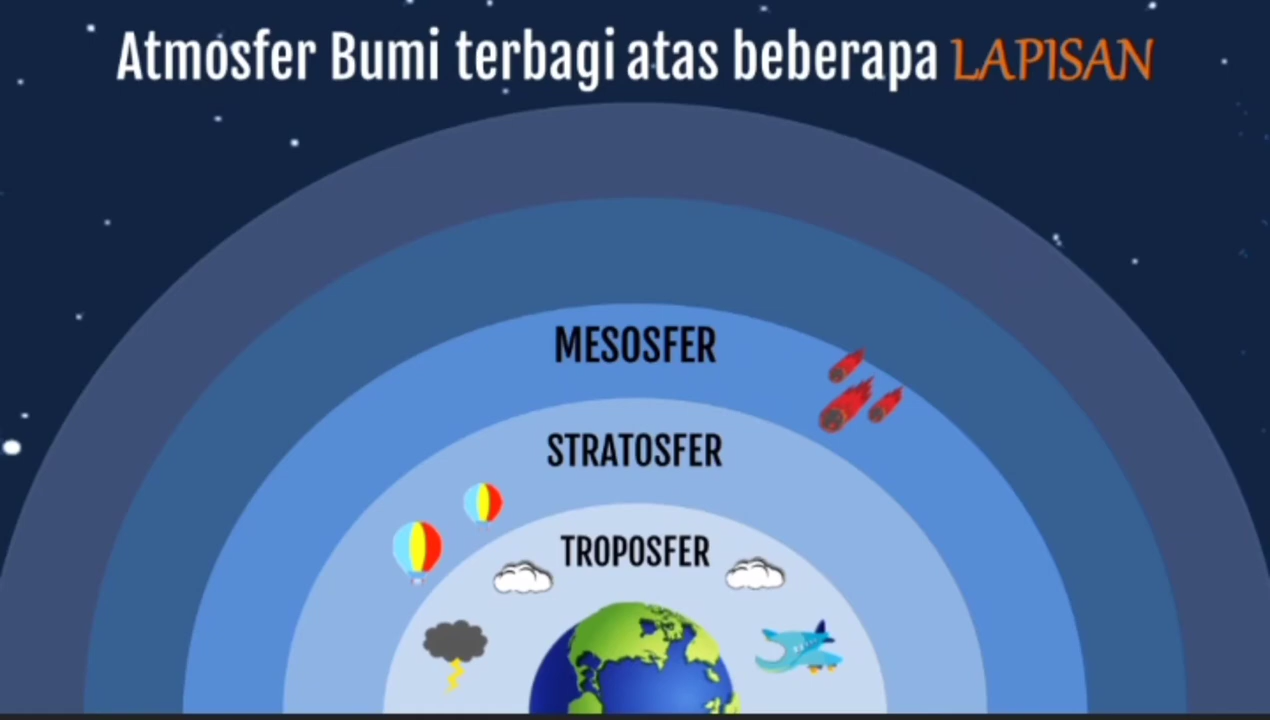 Atmosfer Bumi terbagi atas beberapa LAPISAN
MESOSFER
STRATOSFER
TROPOSFER